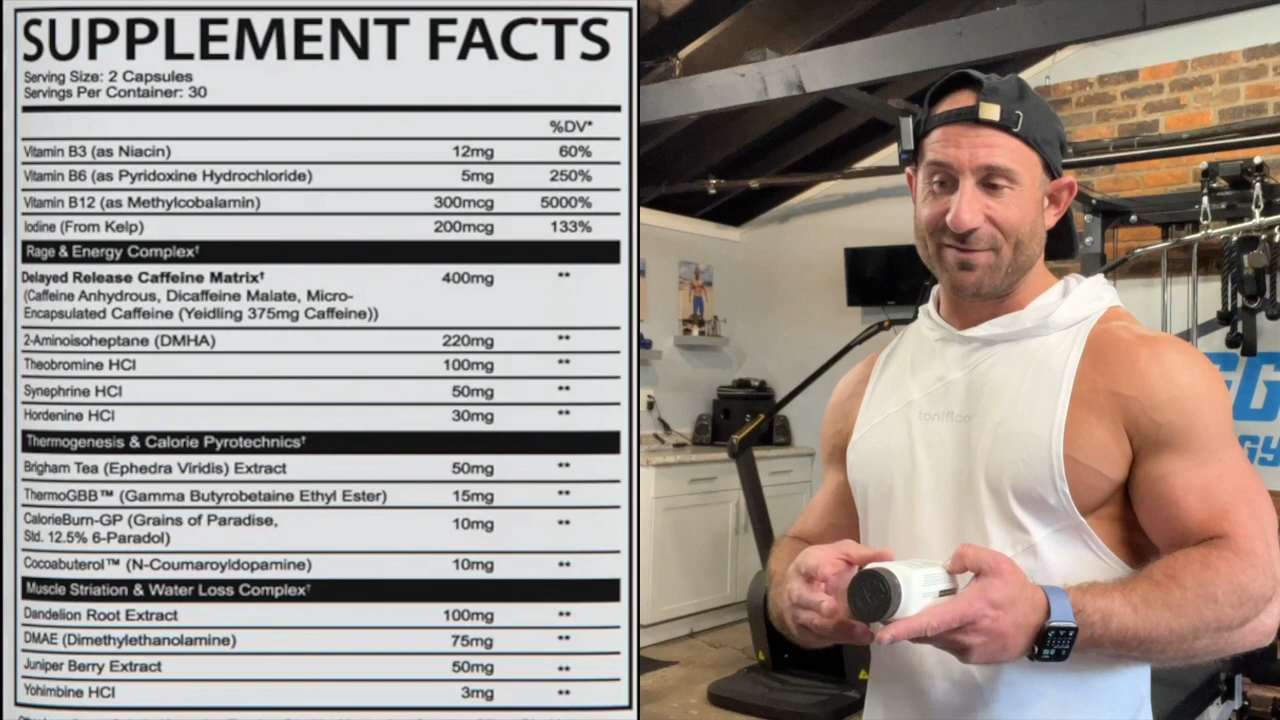 SUPPLEMENT FACTS
Serving Size: 2 Capsules
Servings Per Container: 30
%DV*
Vitamin B3 (as Niacin) 12mg 60%
Vitamin B6 (as Pyridoxine Hydrochloride) 5mg 250%
Vitamin B12 (as Methylcobalamin) 300mcg 5000%
Iodine (From Kelp) 200mcg 133%
Rage & Energy Complex†
Delayed Release Caffeine Matrix† 400mg **
(Caffeine Anhydrous, Dicaffeine Malate, Micro-
Encapsulated Caffeine (Yeidling 375mg Caffeine))
2-Aminoisoheptane (DMHA) 220mg **
Theobromine HCl 100mg **
Synephrine HCl 50mg **
Hordenine HCl 30mg **
Thermogenesis & Calorie Pyrotechnics†
Brigham Tea (Ephedra Viridis) Extract 50mg **
ThermoGBB™ (Gamma Butyrobetaine Ethyl Ester) 15mg **
CalorieBurn-GP (Grains of Paradise, 10mg **
Std. 12.5% 6-Paradol)
Cocoabuterol™ (N-Coumaroyldopamine) 10mg **
Muscle Striation & Water Loss Complex†
Dandelion Root Extract 100mg **
DMAE (Dimethylethanolamine) 75mg **
Juniper Berry Extract 50mg **
Yohimbine HCl 3mg **